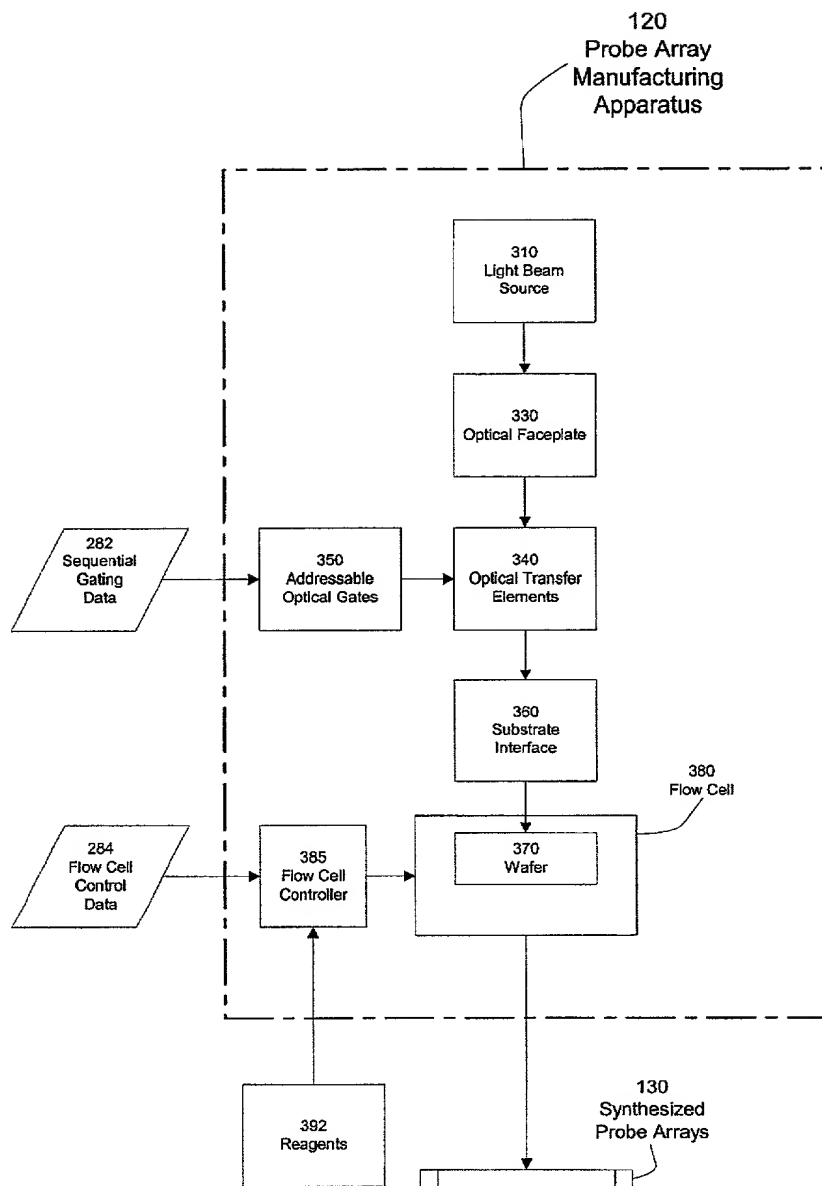 120
Probe Array
Manufacturing
Apparatus
310
Light Beam
Source
330
Optical Faceplate
282
Sequential
Gating
Data
350
Addressable
Optical Gates
340
Optical Transfer
Elements
360
Substrate
Interface
380
Flow Cell
284
Flow Cell
Control
Data
385
Flow Cell
Controller
370
Wafer
392
Reagents
130
Synthesized
Probe Arrays